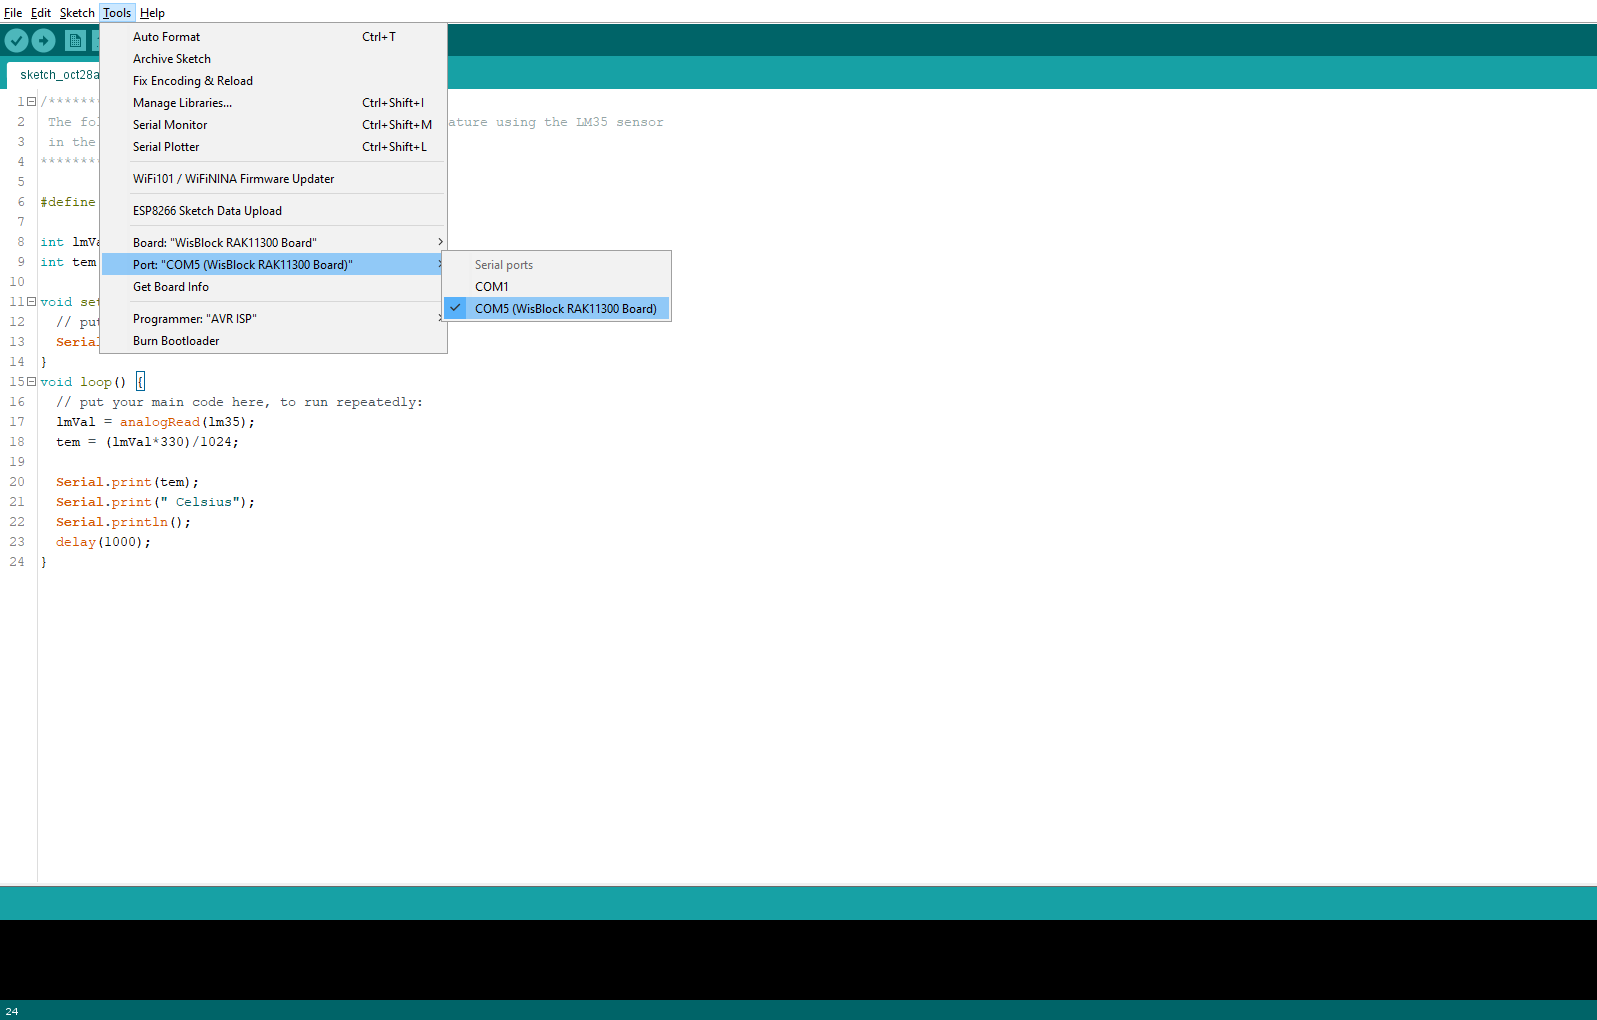 File Edit Sketch Tools Help
Auto Format Ctrl+T
Archive Sketch
Fix Encoding & Reload
Manage Libraries... Ctrl+Shift+I
Serial Monitor Ctrl+Shift+M
Serial Plotter Ctrl+Shift+L
WiFi101 / WiFiNINA Firmware Updater
ESP8266 Sketch Data Upload
Board: "WisBlock RAK11300 Board"
Port: "COM5 (WisBlock RAK11300 Board)"
Get Board Info
Programmer: "AVR ISP"
Burn Bootloader
Serial ports
COM1
COM5 (WisBlock RAK11300 Board)
sketch_oct28a
1 /*******
2 The fol ature using the LM35 sensor
3 in the
4 ********
5
6 #define
7
8 int lmVa
9 int tem
10
11 void set
12 // put
13 Serial
14 }
15 void loop() {
16 // put your main code here, to run repeatedly:
17 lmVal = analogRead(lm35);
18 tem = (lmVal*330)/1024;
19
20 Serial.print(tem);
21 Serial.print(" Celsius");
22 Serial.println();
23 delay(1000);
24 }
24